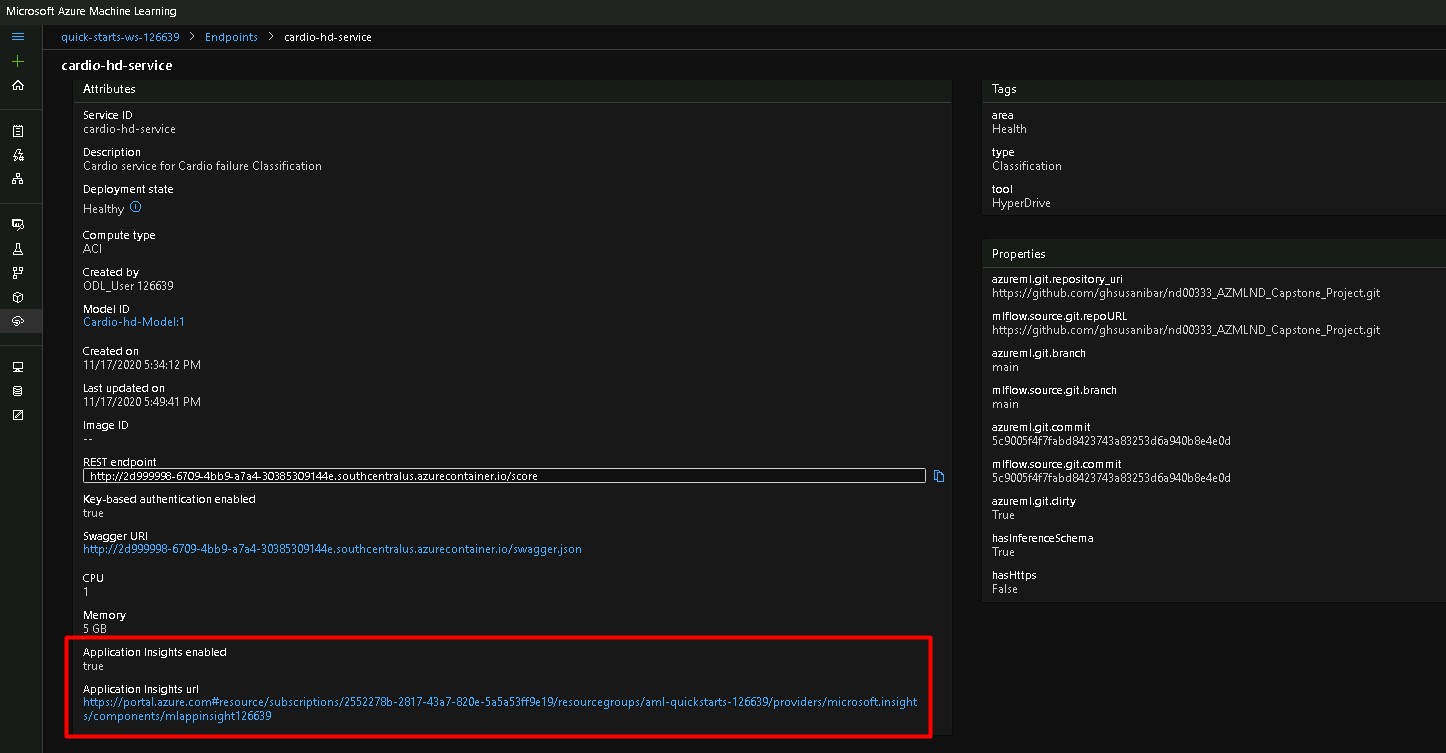 Microsoft Azure Machine Learning
quick-starts-ws-126639 > Endpoints > cardio-hd-service
cardio-hd-service
Attributes
Service ID
cardio-hd-service
Description
Cardio service for Cardio failure Classification
Deployment state
Healthy
Compute type
ACI
Created by
ODL_User 126639
Model ID
Cardio-hd-Model:1
Created on
11/17/2020 5:34:12 PM
Last updated on
11/17/2020 5:49:41 PM
Image ID
--
REST endpoint
http://2d999998-6709-4bb9-a7a4-30385309144e.southcentralus.azurecontainer.io/score
Key-based authentication enabled
true
Swagger URI
http://2d999998-6709-4bb9-a7a4-30385309144e.southcentralus.azurecontainer.io/swagger.json
CPU
1
Memory
5 GB
Application Insights enabled
true
Application Insights url
https://portal.azure.com#resource/subscriptions/2552278b-2817-43a7-820e-5a5a53ff9e19/resourcegroups/aml-quickstarts-126639/providers/microsoft.insight
s/components/mlappinsight126639
Tags
area
Health
type
Classification
tool
HyperDrive
Properties
azureml.git.repository_uri
https://github.com/ghsusanibar/nd00333_AZMLND_Capstone_Project.git
mlflow.source.git.repoURL
https://github.com/ghsusanibar/nd00333_AZMLND_Capstone_Project.git
azureml.git.branch
main
mlflow.source.git.branch
main
azureml.git.commit
5c9005f4f7fabd8423743a83253d6a940b8e4e0d
mlflow.source.git.commit
5c9005f4f7fabd8423743a83253d6a940b8e4e0d
azureml.git.dirty
True
hasInferenceSchema
True
hasHttps
False